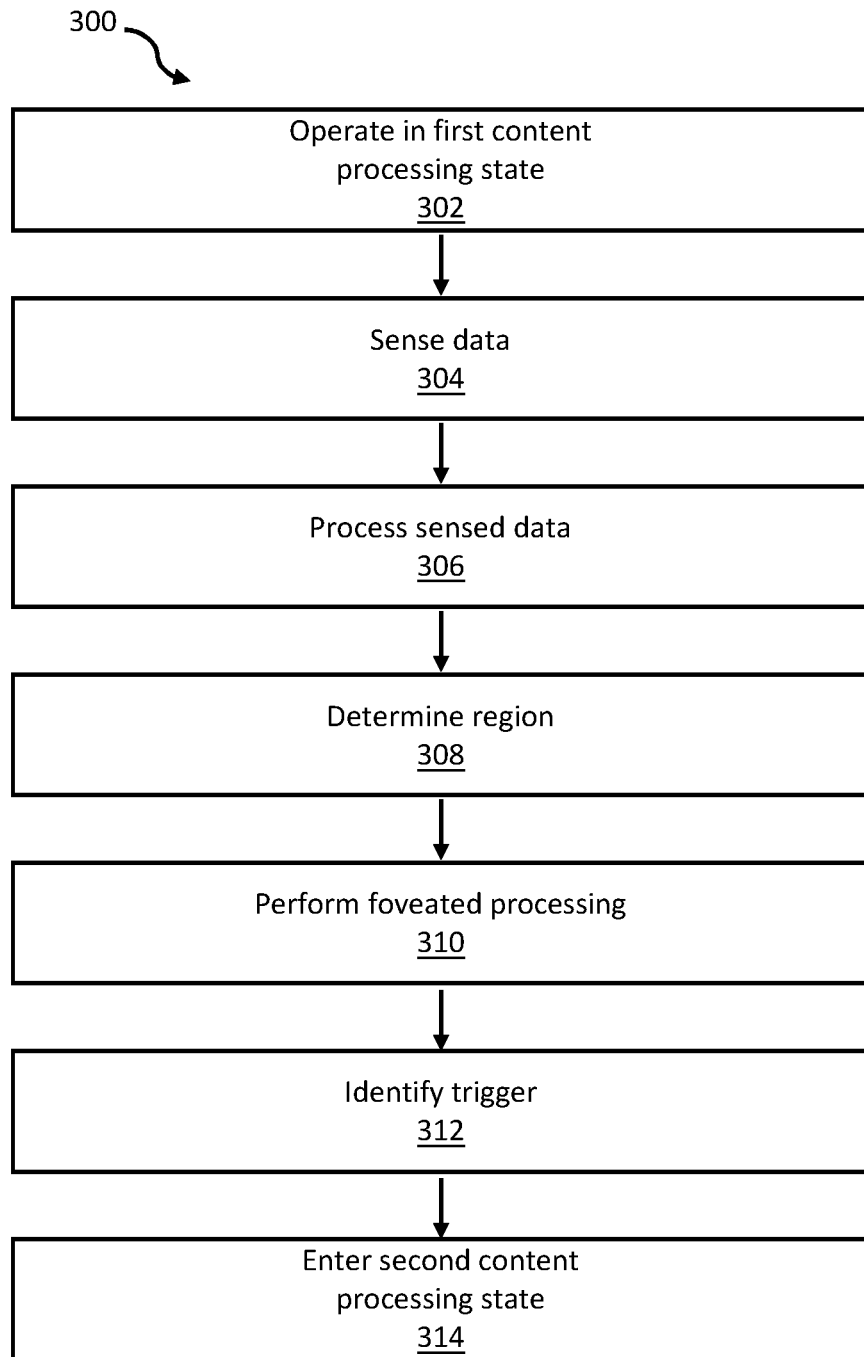 300
Operate in first content
processing state
302
Sense data
304
Process sensed data
306
Determine region
308
Perform foveated processing
310
Identify trigger
312
Enter second content
processing state
314